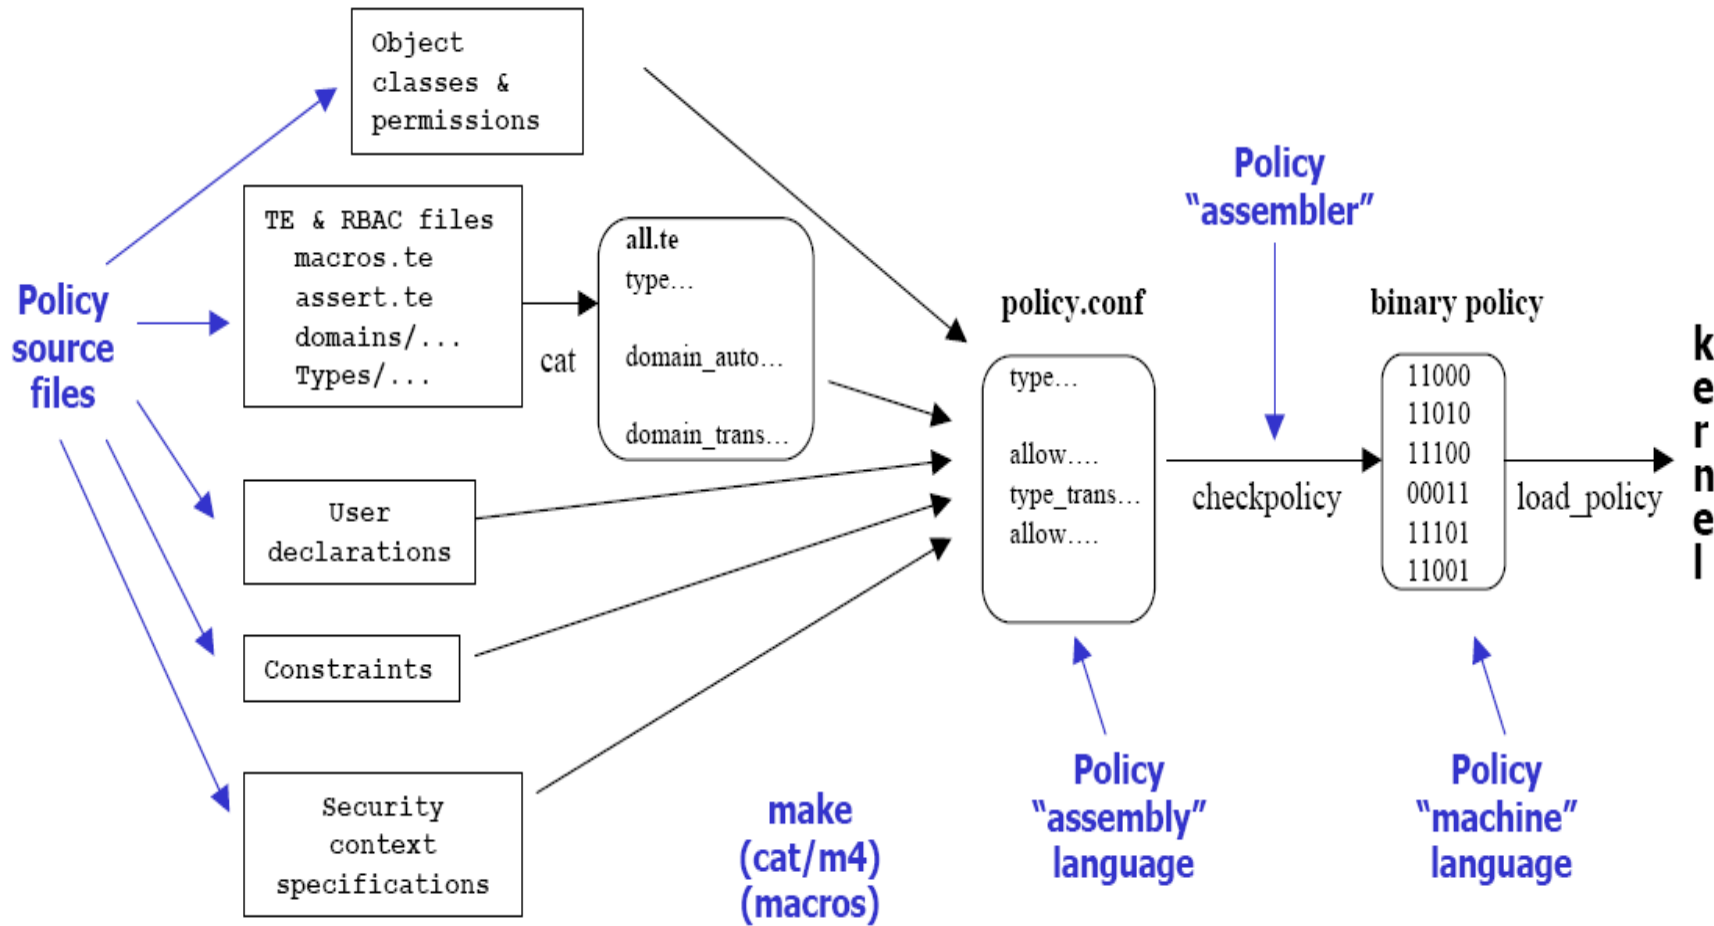 Object
classes &
permissions
TE & RBAC files
macros.te
assert.te
domains/...
Types/...
cat
all.te
type...
domain_auto...
domain_trans...
Policy
source
files
User
declarations
Constraints
Security
context
specifications
make
(cat/m4)
(macros)
policy.conf
type...
allow....
type_trans...
allow....
Policy
“assembly”
language
Policy
“assembler”
checkpolicy
binary policy
11000
11010
11100
00011
11101
11001
Policy
“machine”
language
load_policy
kernel